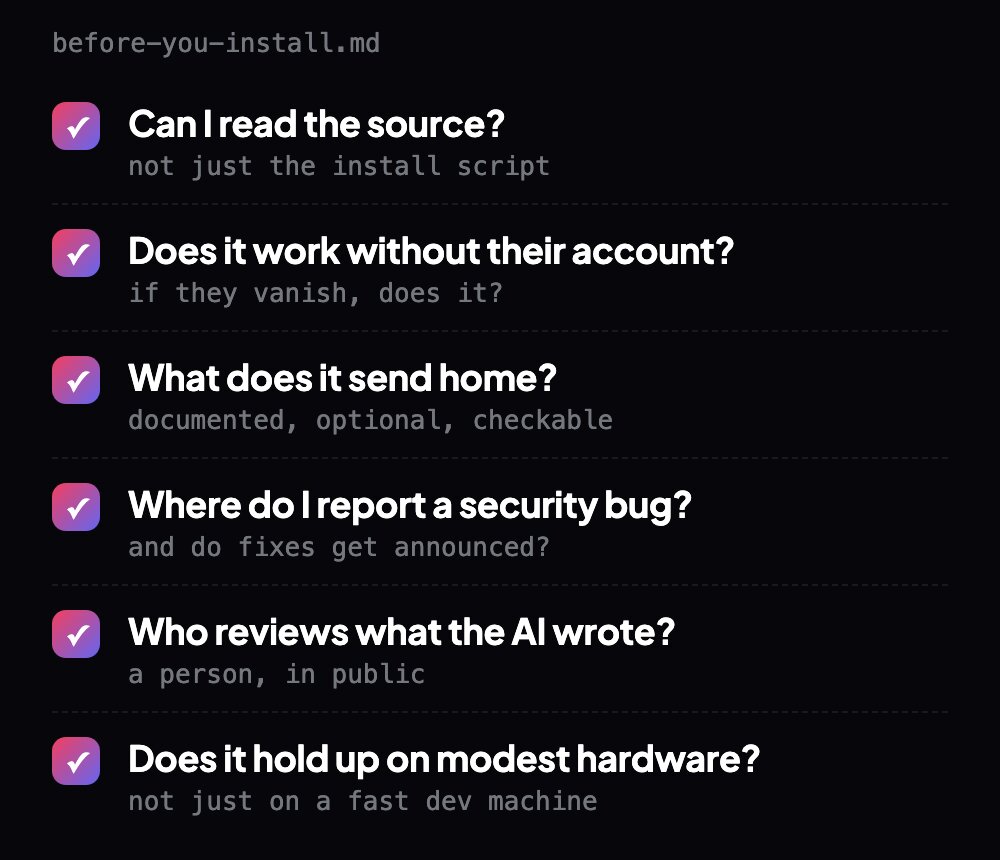 before-you-install.md
Can I read the source?
not just the install script
Does it work without their account?
if they vanish, does it?
What does it send home?
documented, optional, checkable
Where do I report a security bug?
and do fixes get announced?
Who reviews what the AI wrote?
a person, in public
Does it hold up on modest hardware?
not just on a fast dev machine